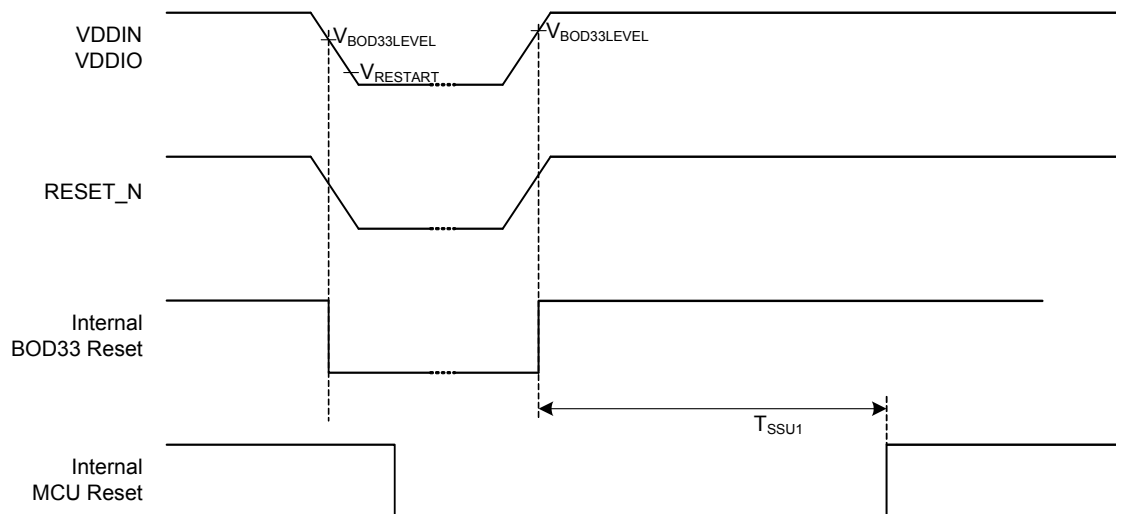 VDDIN
VDDIO
VBOD33LEVEL
VBOD33LEVEL
VRESTART
RESET_N
Internal
BOD33 Reset
TSSU1
Internal
MCU Reset